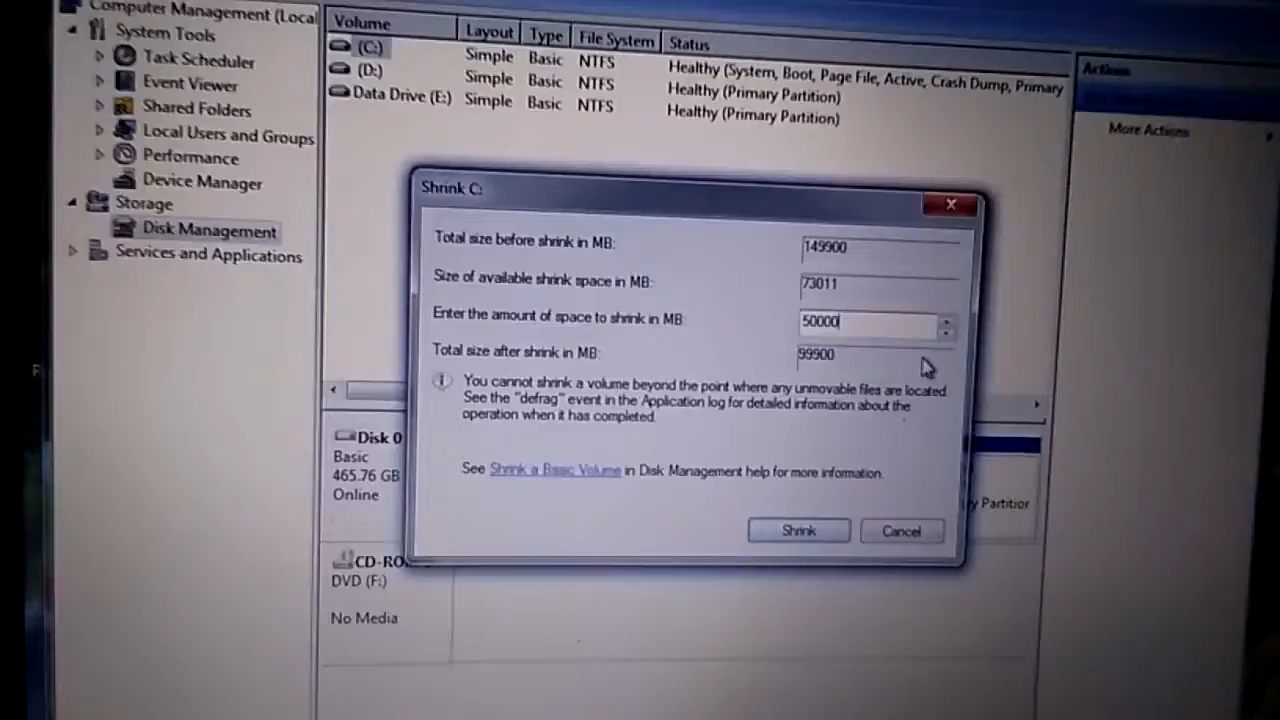 Computer Management (Local
System Tools
Task Scheduler
Event Viewer
Shared Folders
Local Users and Groups
Performance
Device Manager
Storage
Disk Management
Services and Applications
Volume Layout Type File System Status
(C:) Simple Basic NTFS Healthy (System, Boot, Page File, Active, Crash Dump, Primary
(D:) Simple Basic NTFS Healthy (Primary Partition)
Data Drive (E:) Simple Basic NTFS Healthy (Primary Partition)
Actions
More Actions
Shrink C:
Total size before shrink in MB: 149900
Size of available shrink space in MB: 73011
Enter the amount of space to shrink in MB: 50000
Total size after shrink in MB: 99900
You cannot shrink a volume beyond the point where any unmovable files are located.
See the "defrag" event in the Application log for detailed information about the
operation when it has completed.
See Shrink a Basic Volume in Disk Management help for more information.
Shrink Cancel
Disk 0
Basic
465.76 GB
Online
y Partition
CD-RO
DVD (F:)
No Media